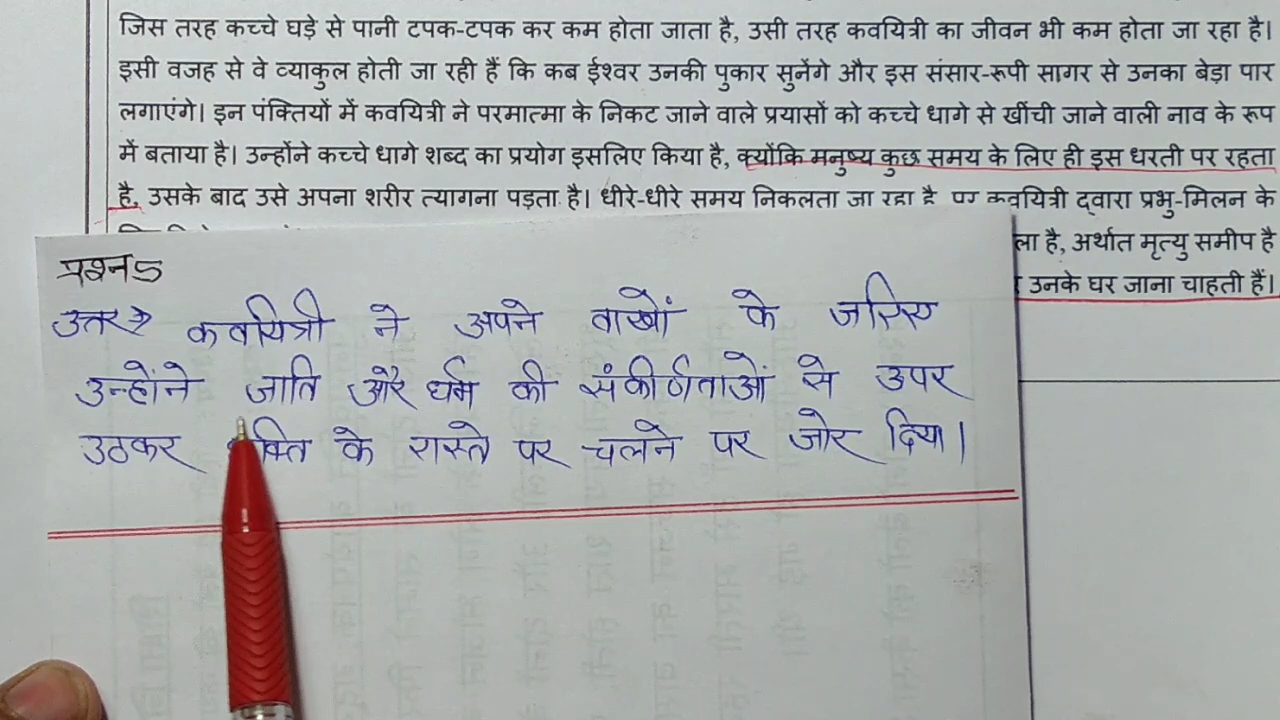 जिस तरह कच्चे घड़े से पानी टपक-टपक कर कम होता जाता है, उसी तरह कवयित्री का जीवन भी कम होता जा रहा है।
इसी वजह से वे व्याकुल होती जा रही हैं कि कब ईश्वर उनकी पुकार सुनेंगे और इस संसार-रूपी सागर से उनका बेड़ा पार
लगाएंगे। इन पंक्तियों में कवयित्री ने परमात्मा के निकट जाने वाले प्रयासों को कच्चे धागे से खींची जाने वाली नाव के रूप
में बताया है। उन्होंने कच्चे धागे शब्द का प्रयोग इसलिए किया है, क्योंकि मनुष्य कुछ समय के लिए ही इस धरती पर रहता
है, उसके बाद उसे अपना शरीर त्यागना पड़ता है। धीरे-धीरे समय निकलता जा रहा है, पर कवयित्री द्वारा प्रभु-मिलन के
है, अर्थात मृत्यु समीप है
उनके घर जाना चाहती हैं।
प्रश्न5
उत्तर→ कवयित्री ने अपने वाखों के जरिए
उन्होंने जाति और धर्म की संकीर्णताओं से उपर
उठकर भक्ति के रास्ते पर चलने पर जोर दिया।